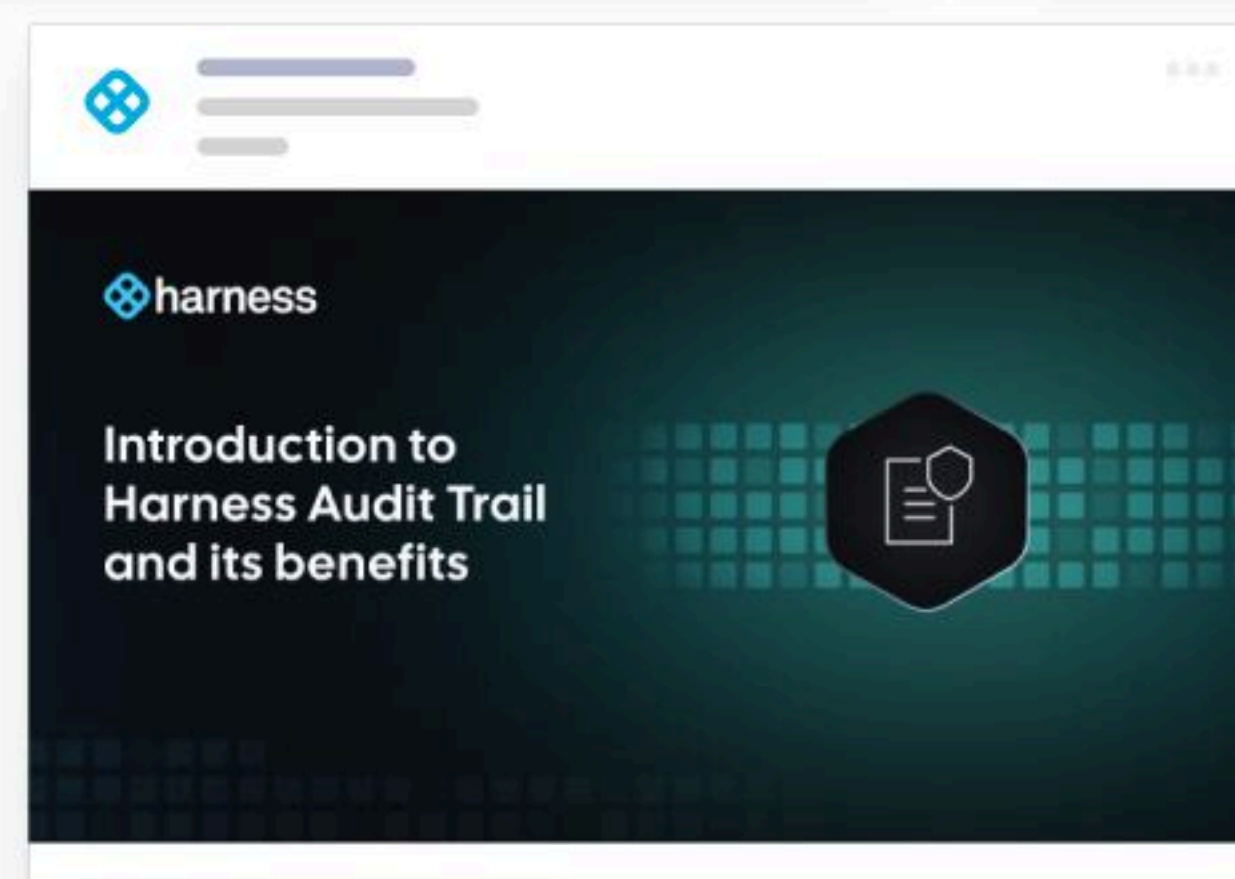 harness
Introduction to
Harness Audit Trail
and its benefits